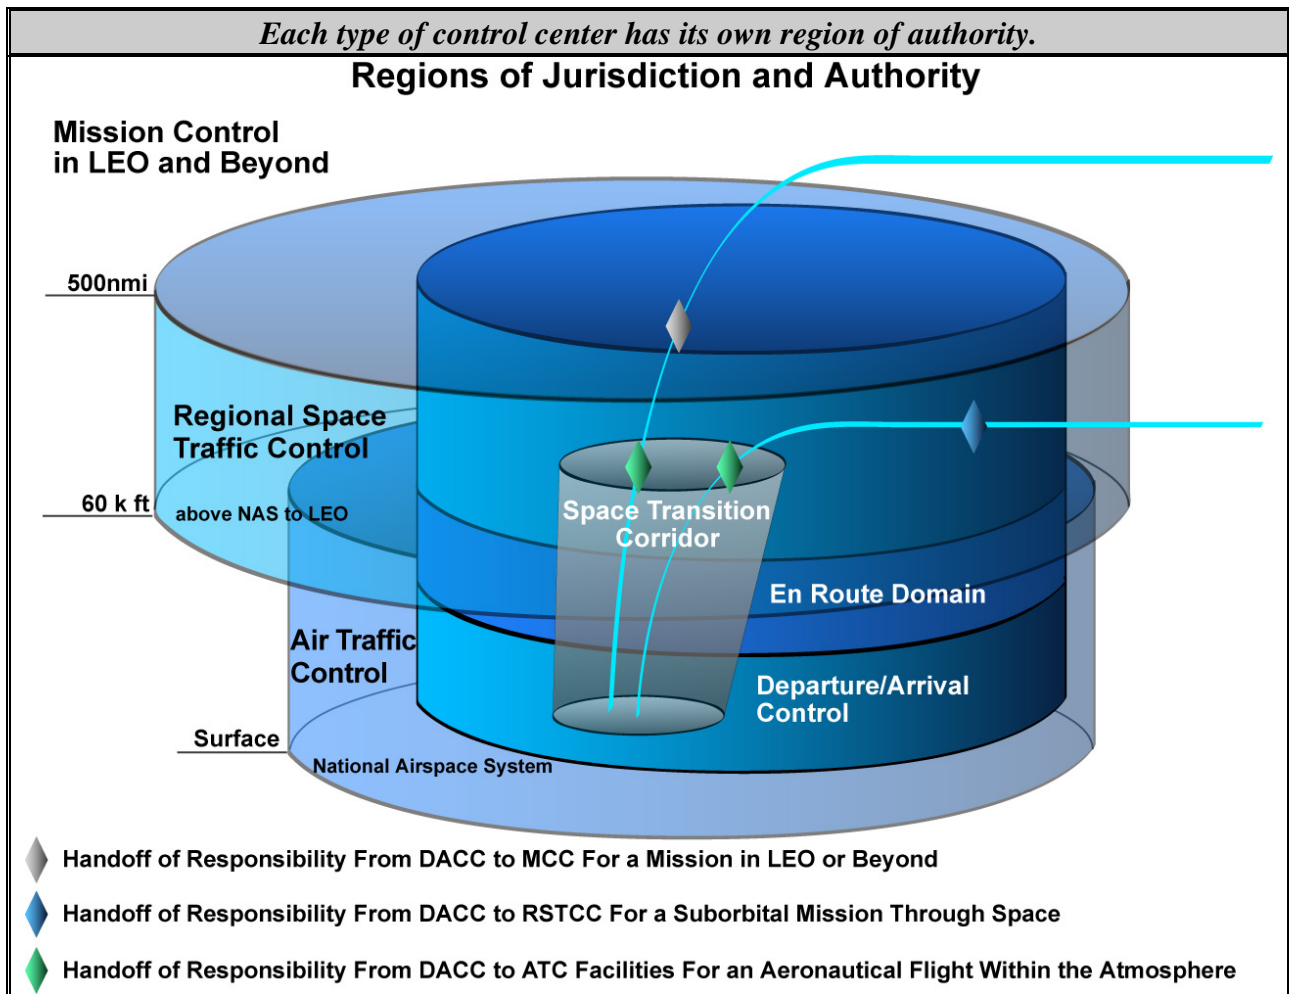 Each type of control center has its own region of authority.
Regions of Jurisdiction and Authority
Mission Control
in LEO and Beyond
500nmi
Regional Space
Traffic Control
60 k ft
above NAS to LEO
Space Transition
Corridor
En Route Domain
Air Traffic
Control
Departure/Arrival
Control
Surface
National Airspace System
Handoff of Responsibility From DACC to MCC For a Mission in LEO or Beyond
Handoff of Responsibility From DACC to RSTCC For a Suborbital Mission Through Space
Handoff of Responsibility From DACC to ATC Facilities For an Aeronautical Flight Within the Atmosphere